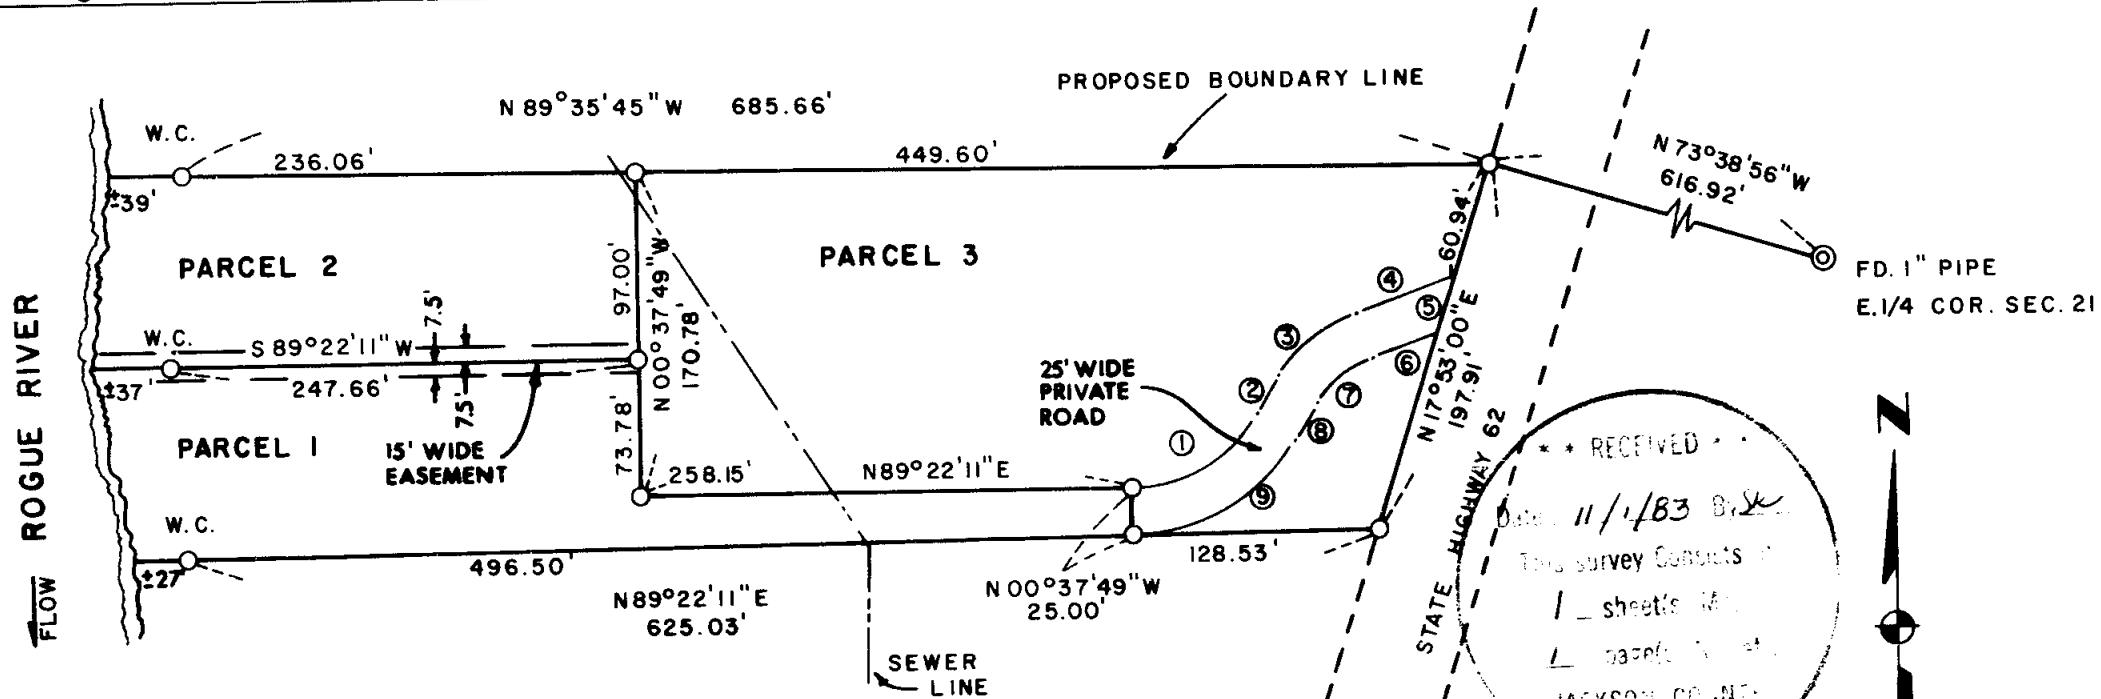 PROPOSED BOUNDARY LINE
N 89°35'45"W 685.66'
W.C.
236.06'
449.60'
N 73°38'56"W
616.92'
±39'
60.94'
PARCEL 2
PARCEL 3
97.00'
N 00°37'49"W
170.78'
FD. 1" PIPE
E.1/4 COR. SEC. 21
④
⑤
③
7.5'
W.C.
S 89°22'11"W
±37'
247.66'
7.5'
⑥
N 17°53'00"E
197.91'
25' WIDE
PRIVATE
ROAD
②
⑦
⑧
①
ROGUE RIVER
PARCEL 1
15' WIDE
EASEMENT
73.78'
258.15'
N89°22'11"E
⑨
STATE HIGHWAY 62
N
* * RECEIVED * *
Date 11/1/83 By
This survey Consists
1 sheet(s)
1 page(s)
W.C.
±27'
496.50'
128.53'
N89°22'11"E
625.03'
N 00°37'49"W
25.00'
FLOW
SEWER
LINE